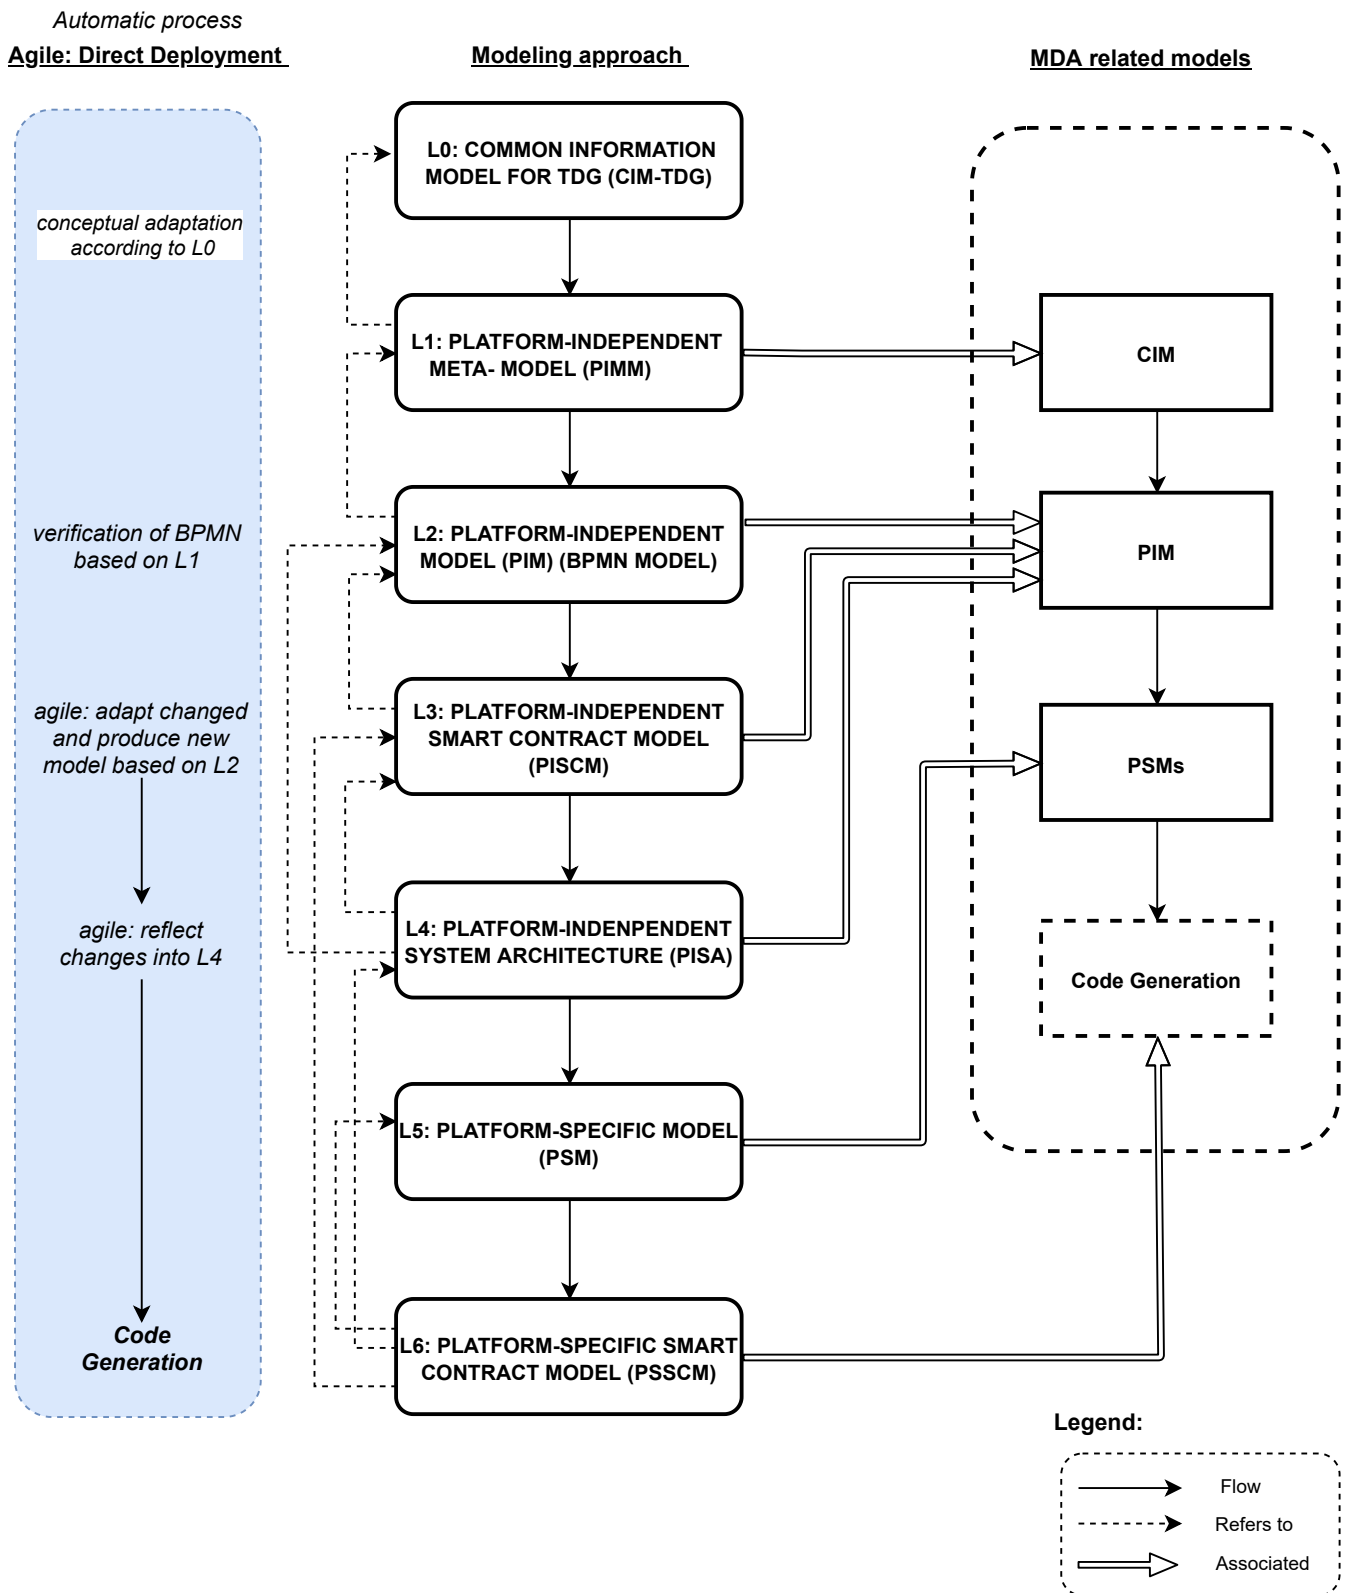 Automatic process
Agile: Direct Deployment
Modeling approach
MDA related models
conceptual adaptation
according to L0
verification of BPMN
based on L1
agile: adapt changed
and produce new
model based on L2
agile: reflect
changes into L4
Code
Generation
L0: COMMON INFORMATION
MODEL FOR TDG (CIM-TDG)
L1: PLATFORM-INDEPENDENT
META- MODEL (PIMM)
L2: PLATFORM-INDEPENDENT
MODEL (PIM) (BPMN MODEL)
L3: PLATFORM-INDEPENDENT
SMART CONTRACT MODEL
(PISCM)
L4: PLATFORM-INDENPENDENT
SYSTEM ARCHITECTURE (PISA)
L5: PLATFORM-SPECIFIC MODEL
(PSM)
L6: PLATFORM-SPECIFIC SMART
CONTRACT MODEL (PSSCM)
CIM
PIM
PSMs
Code Generation
Legend:
Flow
Refers to
Associated